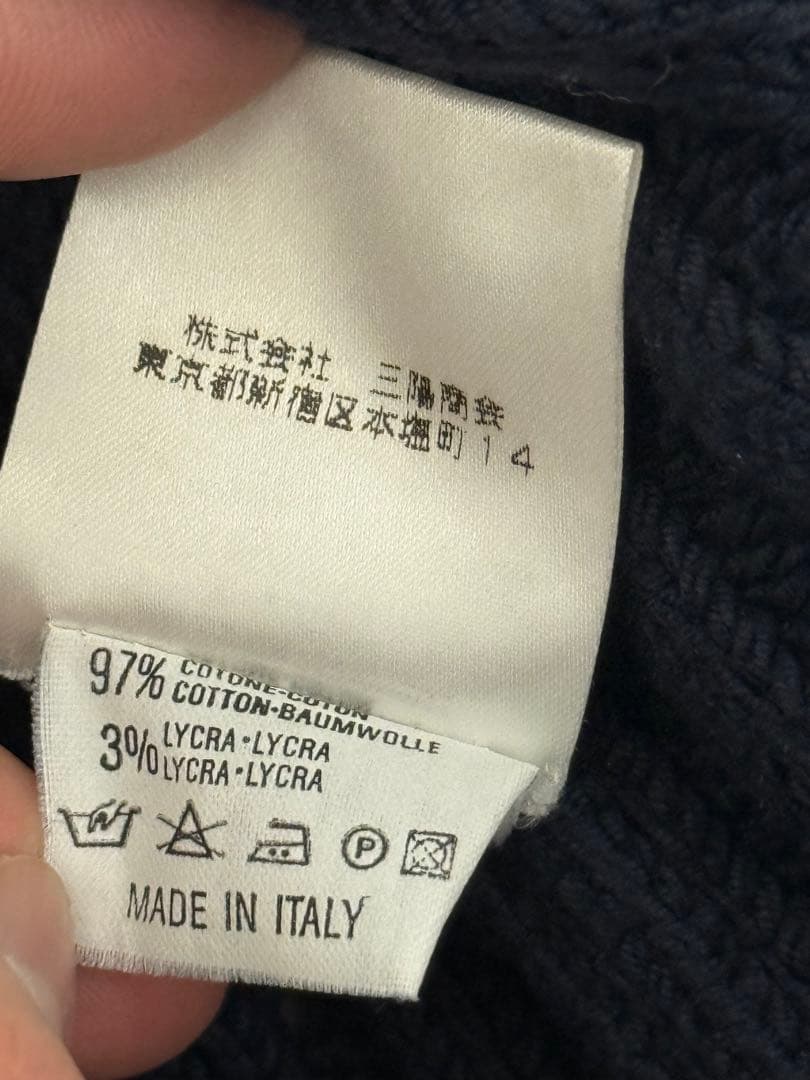 株式会社 三陽商会
東京都新宿区本塩町14
97% COTONE-COTON
COTTON•BAUMWOLLE
3% LYCRA•LYCRA
LYCRA•LYCRA
P
MADE IN ITALY